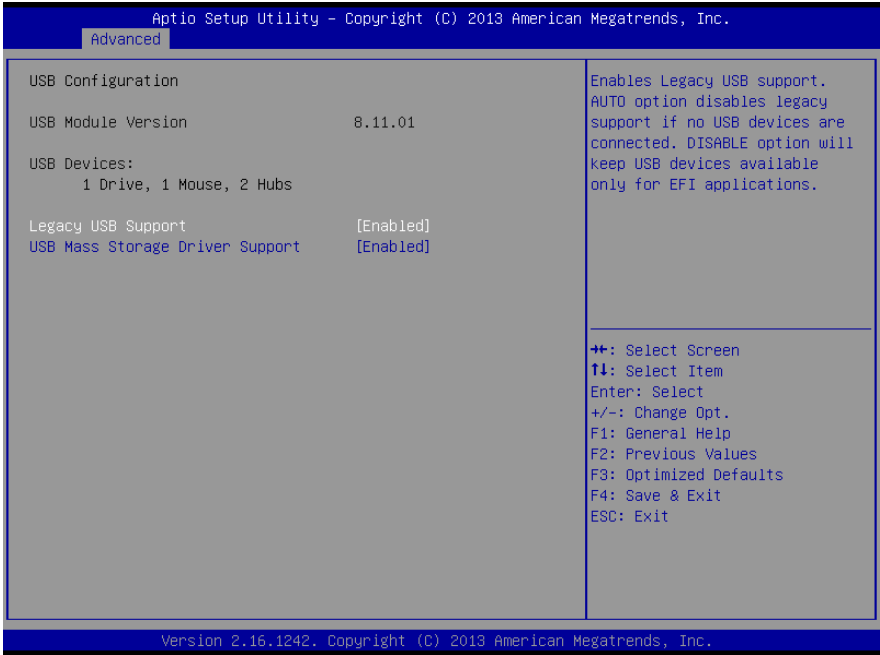 Aptio Setup Utility – Copyright (C) 2013 American Megatrends, Inc.
Advanced
USB Configuration
USB Module Version 8.11.01
USB Devices:
1 Drive, 1 Mouse, 2 Hubs
Legacy USB Support [Enabled]
USB Mass Storage Driver Support [Enabled]
Enables Legacy USB support.
AUTO option disables legacy
support if no USB devices are
connected. DISABLE option will
keep USB devices available
only for EFI applications.
→←: Select Screen
↑↓: Select Item
Enter: Select
+/-: Change Opt.
F1: General Help
F2: Previous Values
F3: Optimized Defaults
F4: Save & Exit
ESC: Exit
Version 2.16.1242. Copyright (C) 2013 American Megatrends, Inc.